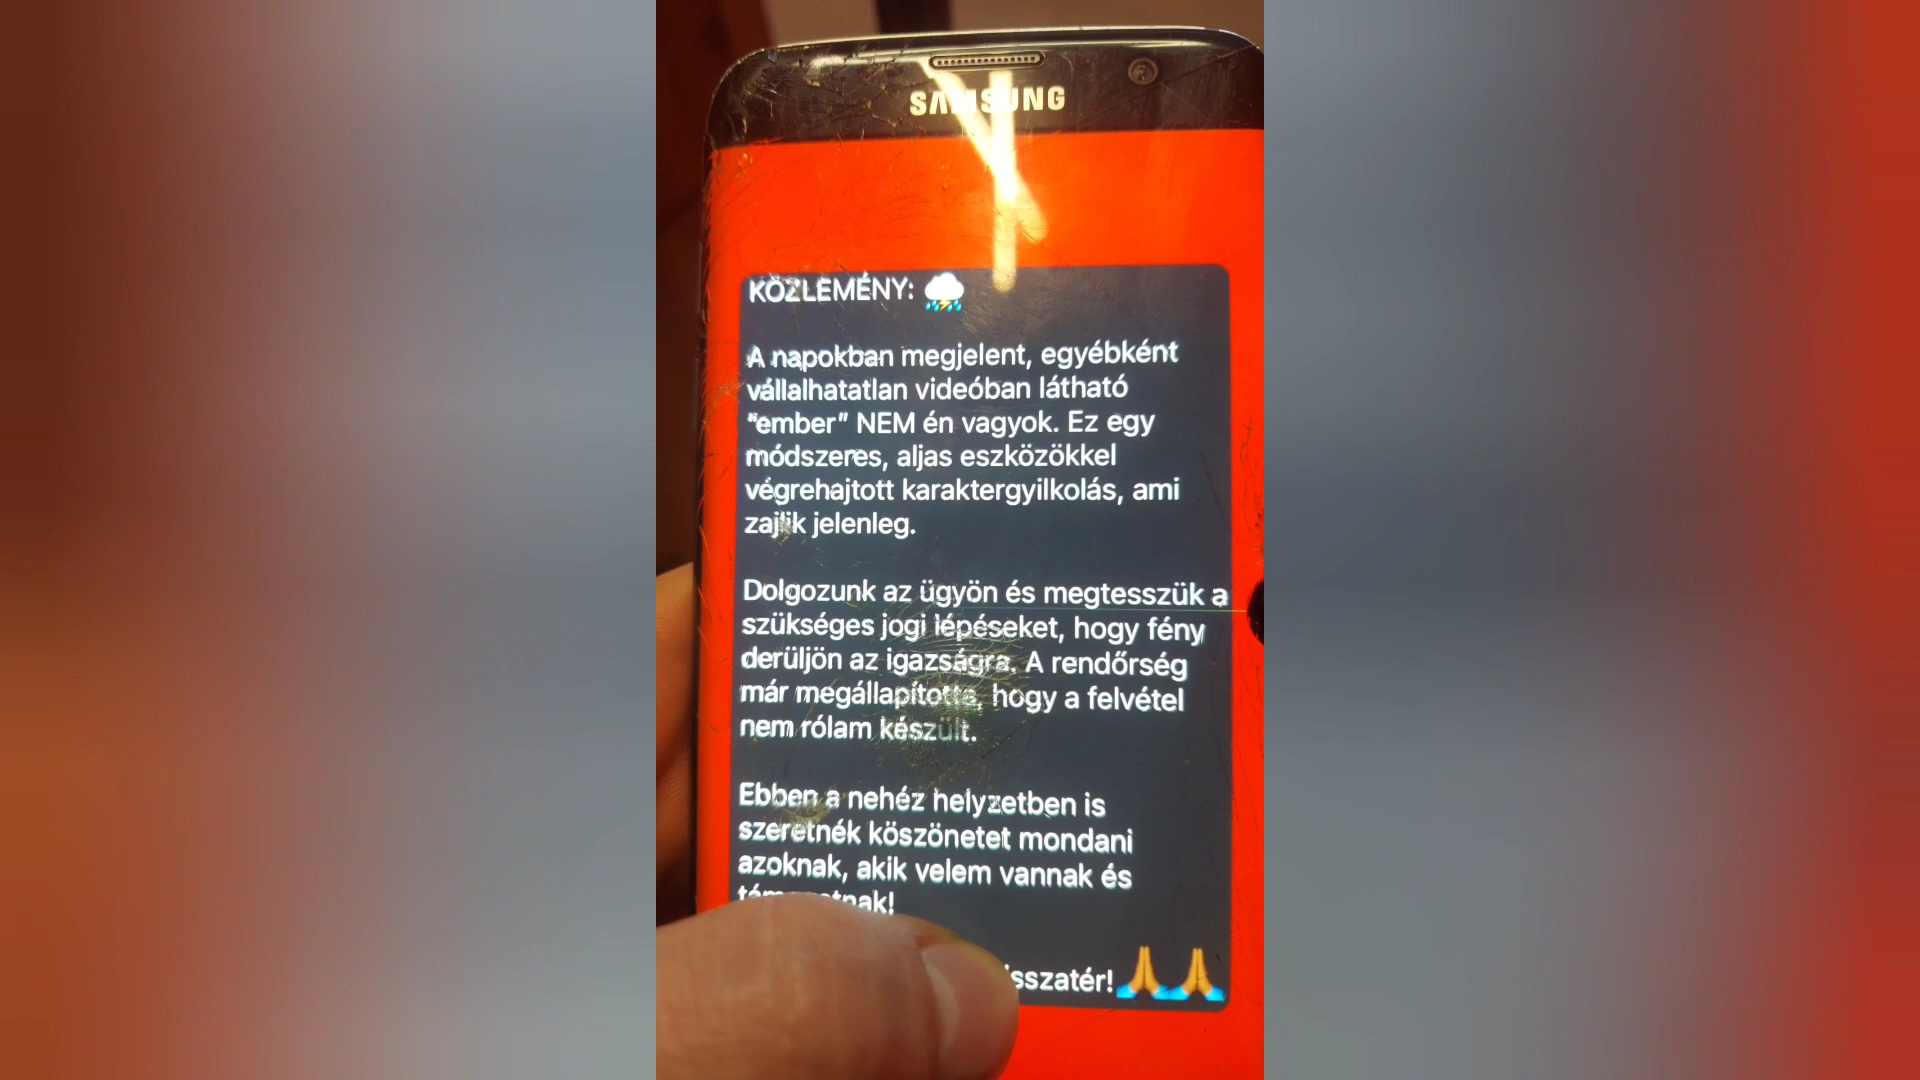 SAMSUNG
KÖZLEMÉNY:
A napokban megjelent, egyébként
vállalhatatlan videóban látható
"ember" NEM én vagyok. Ez egy
módszeres, aljas eszközökkel
végrehajtott karaktergyilkolás, ami
zajlik jelenleg.
Dolgozunk az ügyön és megtesszük a
szükséges jogi lépéseket, hogy fény
derüljön az igazságra. A rendőrség
már megállapította, hogy a felvétel
nem rólam készült.
Ebben a nehéz helyzetben is
szeretnék köszönetet mondani
azoknak, akik velem vannak és